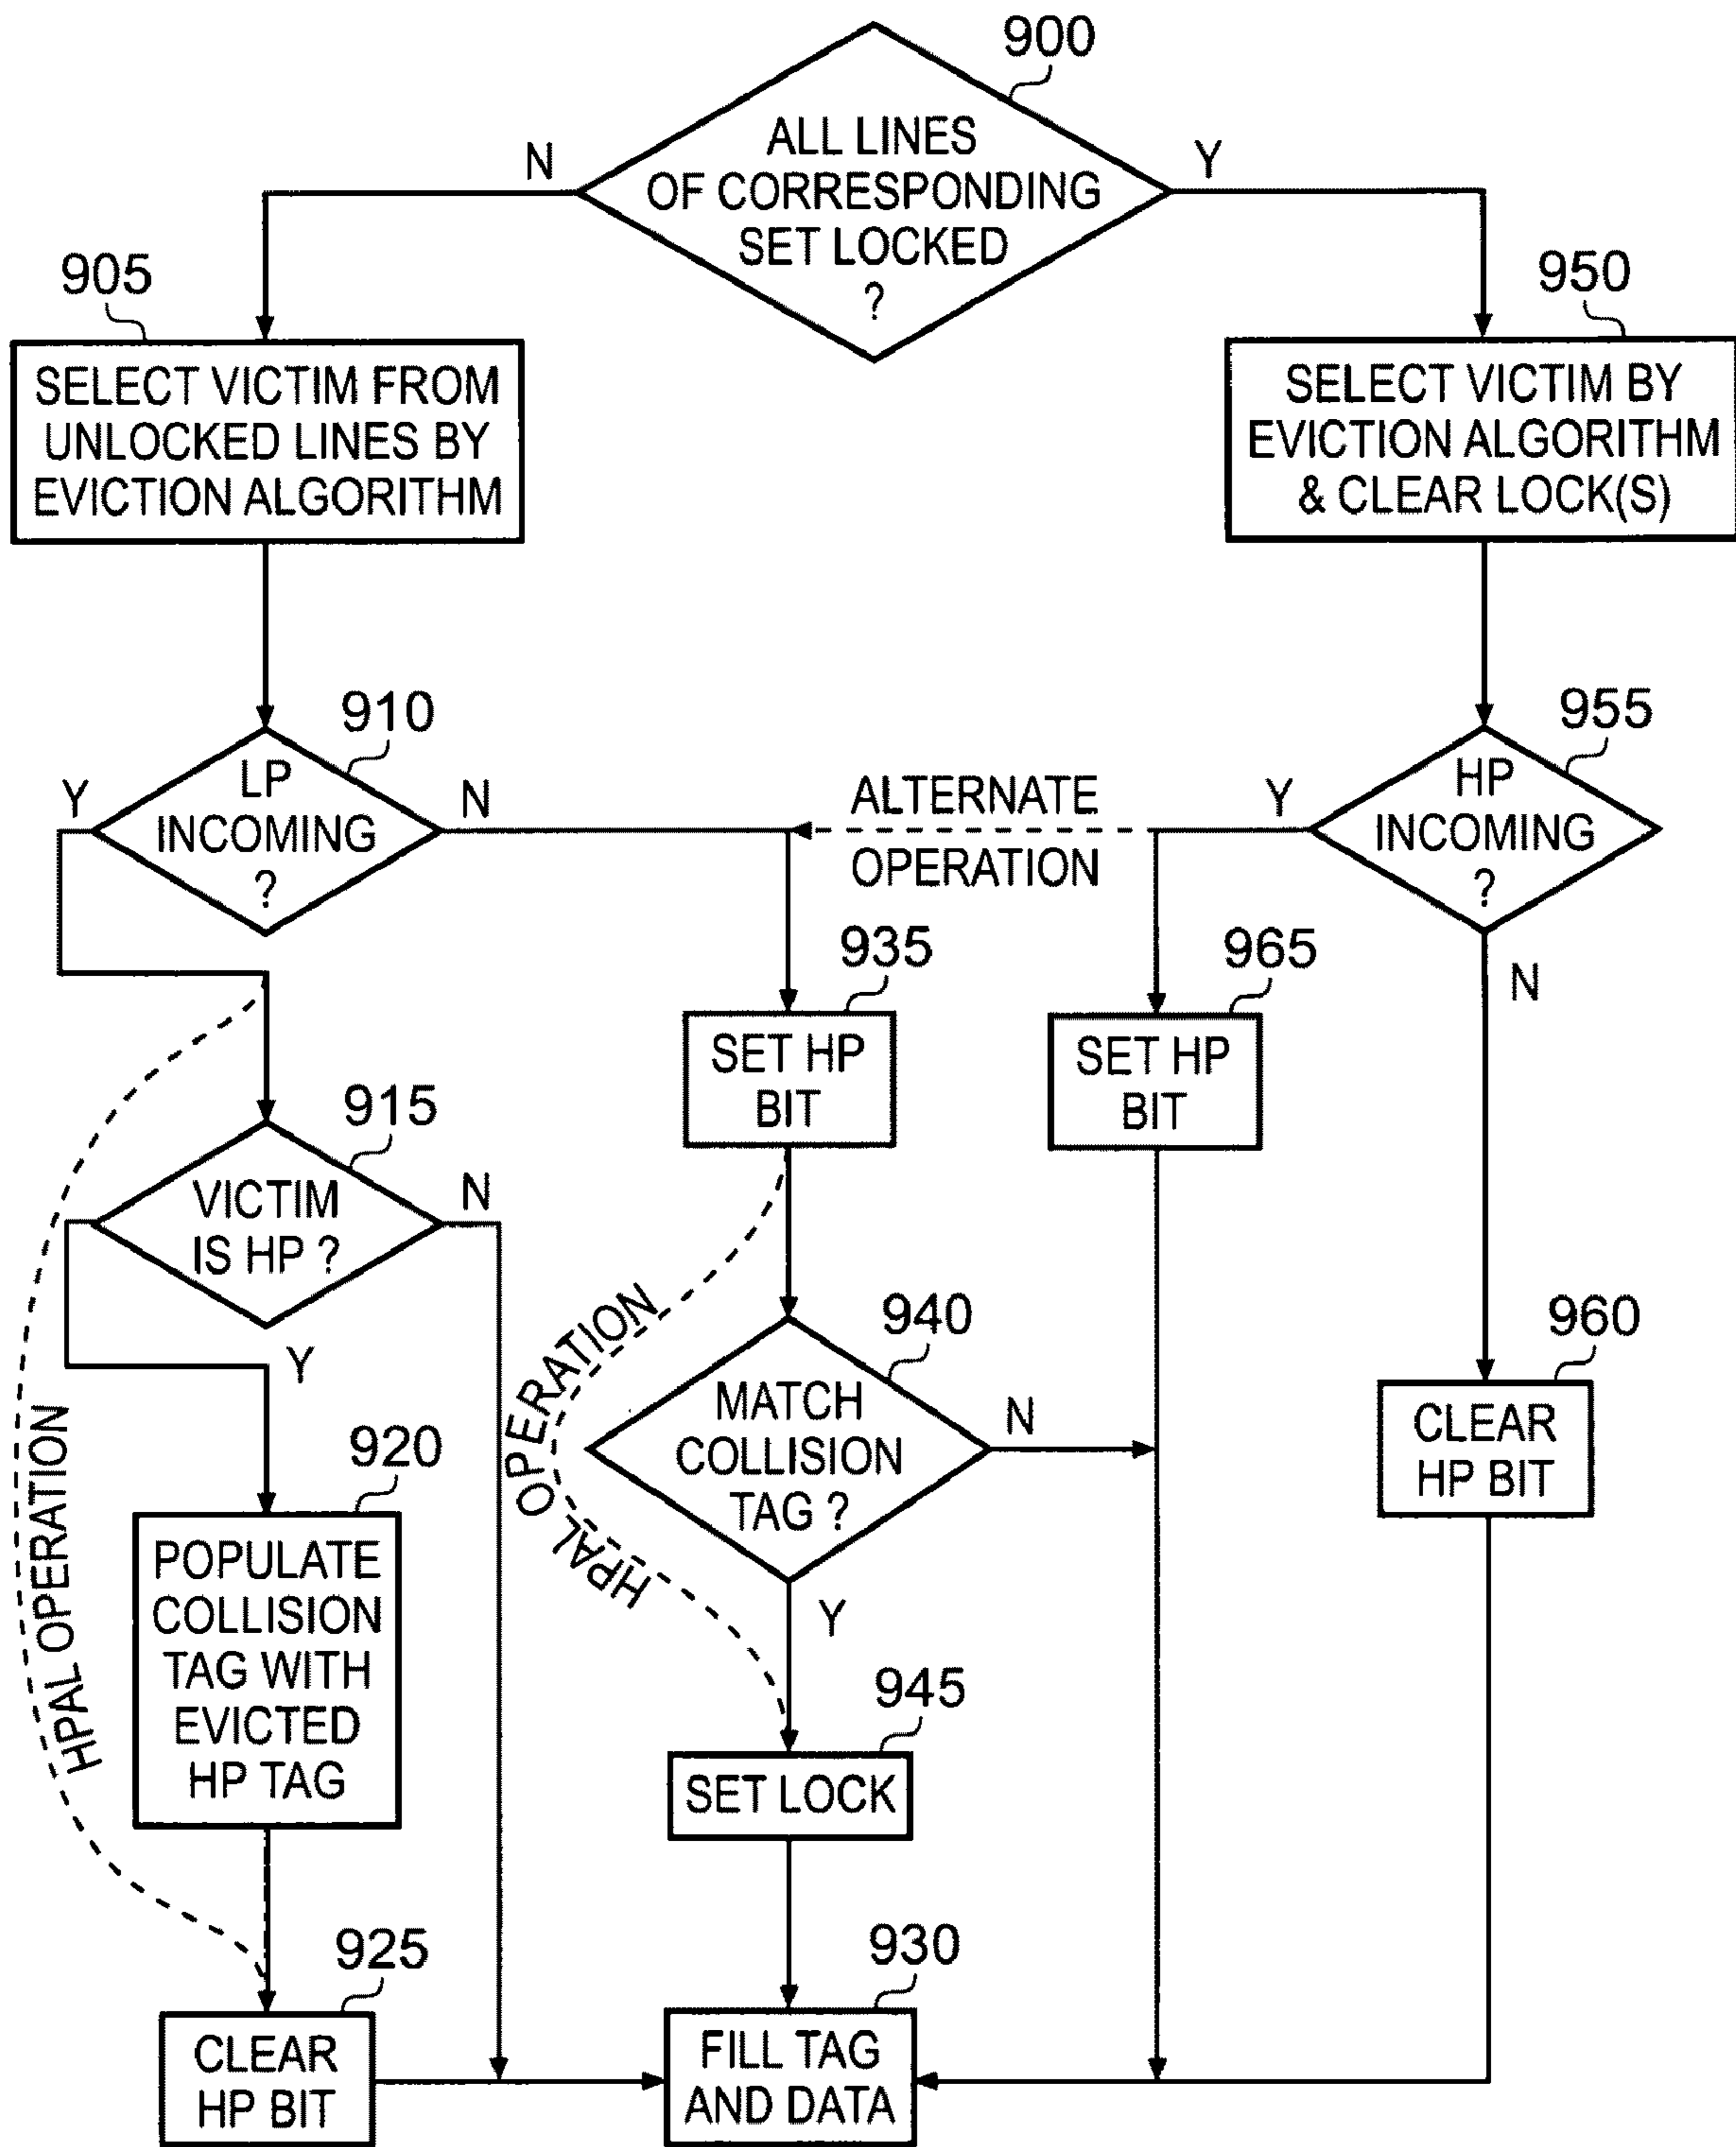 900
ALL LINES
OF CORRESPONDING
SET LOCKED
?
N
Y
905
SELECT VICTIM FROM
UNLOCKED LINES BY
EVICTION ALGORITHM
950
SELECT VICTIM BY
EVICTION ALGORITHM
& CLEAR LOCK(S)
910
LP
INCOMING
?
Y
N
ALTERNATE
OPERATION
955
HP
INCOMING
?
Y
N
935
SET HP
BIT
965
SET HP
BIT
915
VICTIM
IS HP ?
N
Y
HPAL OPERATION
920
POPULATE
COLLISION
TAG WITH
EVICTED
HP TAG
HPAL OPERATION
940
MATCH
COLLISION
TAG ?
N
Y
960
CLEAR
HP BIT
945
SET LOCK
925
CLEAR
HP BIT
930
FILL TAG
AND DATA